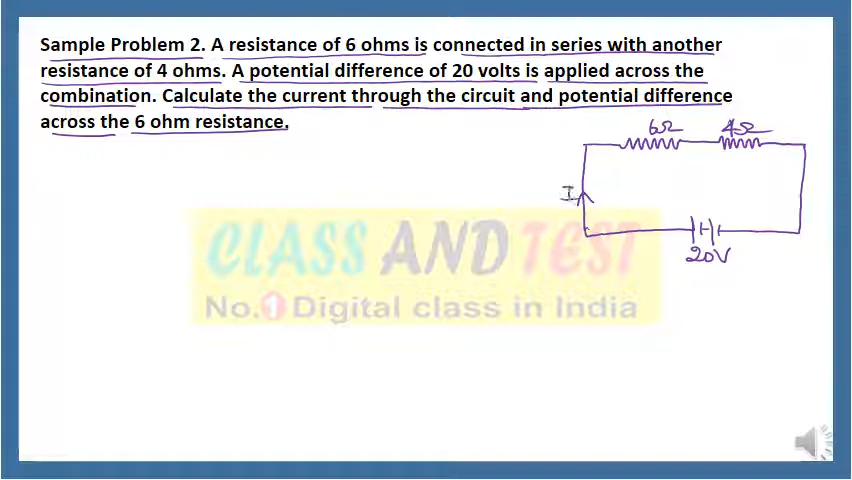 Sample Problem 2. A resistance of 6 ohms is connected in series with another
resistance of 4 ohms. A potential difference of 20 volts is applied across the
combination. Calculate the current through the circuit and potential difference
across the 6 ohm resistance.
6Ω 4Ω
I
20V
CLASS AND TEST
No.1 Digital class in India